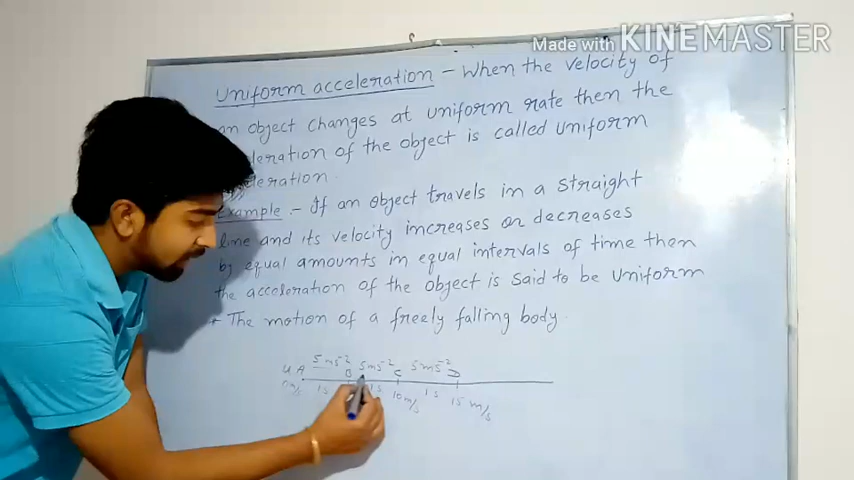 Made with KINEMASTER
Uniform acceleration - When the velocity of
an object changes at uniform rate then the
leration of the object is called uniform
leration.
Example - If an object travels in a straight
line and its velocity increases or decreases
by equal amounts in equal intervals of time then
the acceleration of the object is said to be uniform
The motion of a freely falling body.
5ms-2 5ms-2 5ms-2
U A B C D
0m/s 1s 1s 10m/s 1s 15m/s